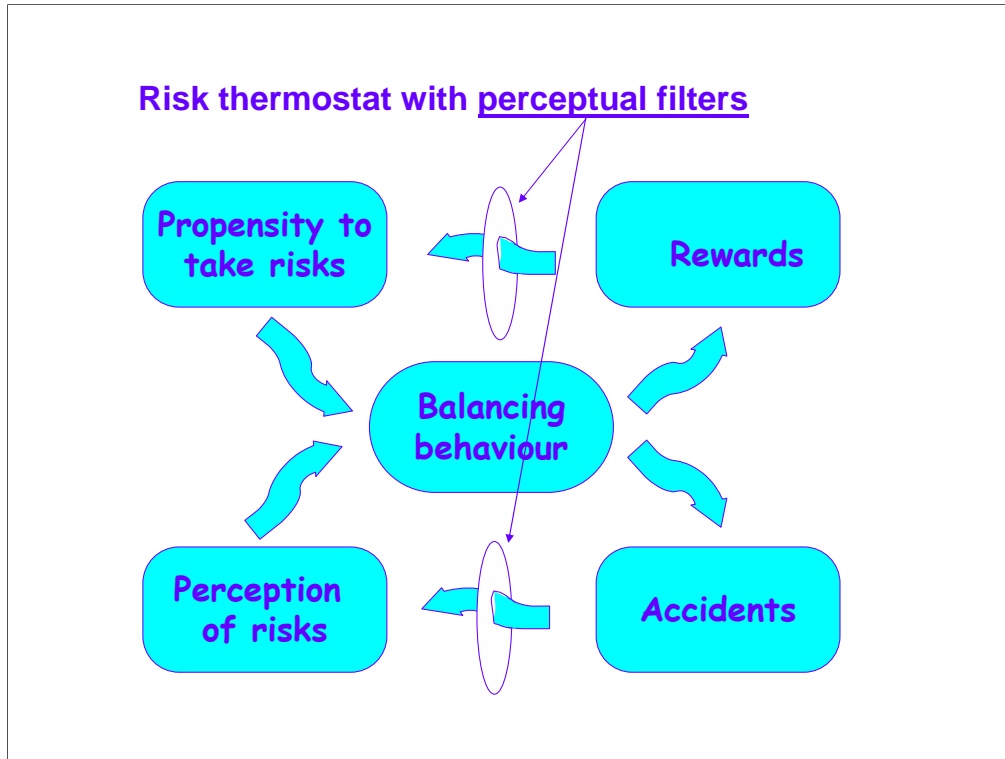 Risk thermostat with perceptual filters
Propensity to
take risks
Rewards
Balancing
behaviour
Perception
of risks
Accidents